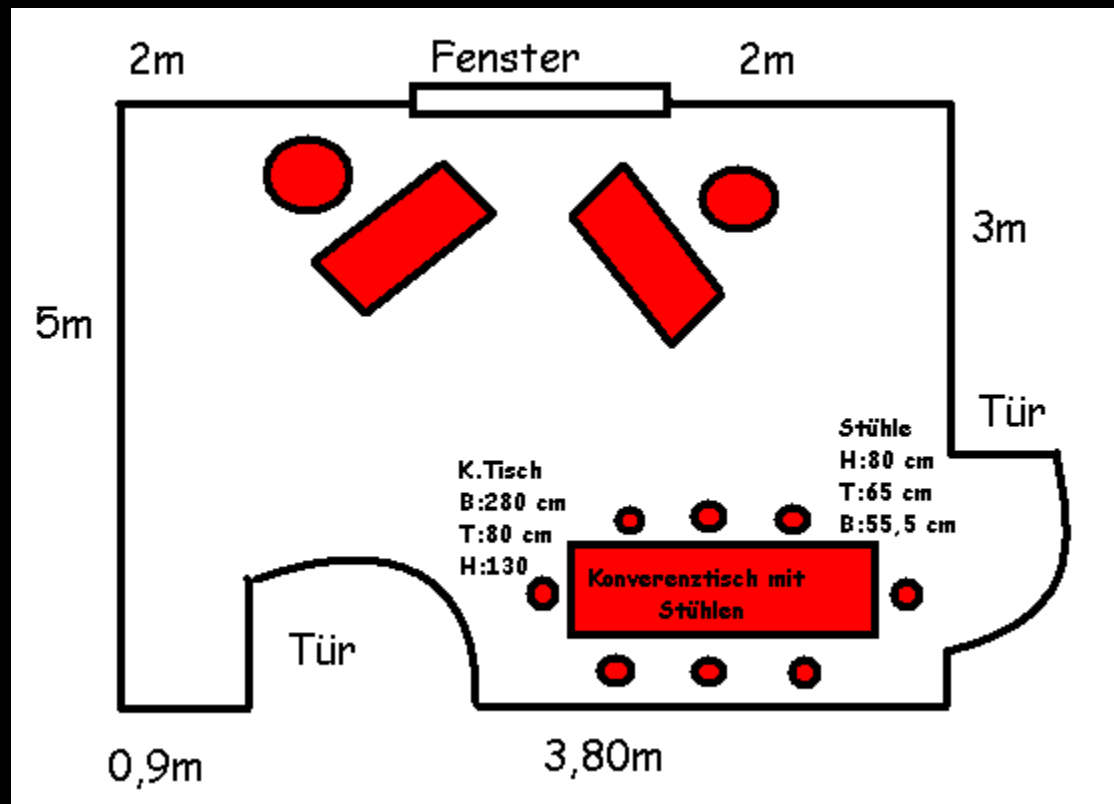 2m
Fenster
2m
3m
5m
Tür
Stühle
H:80 cm
T:65 cm
B:55,5 cm
K.Tisch
B:280 cm
T:80 cm
H:130
Konverenztisch mit
Stühlen
Tür
0,9m
3,80m